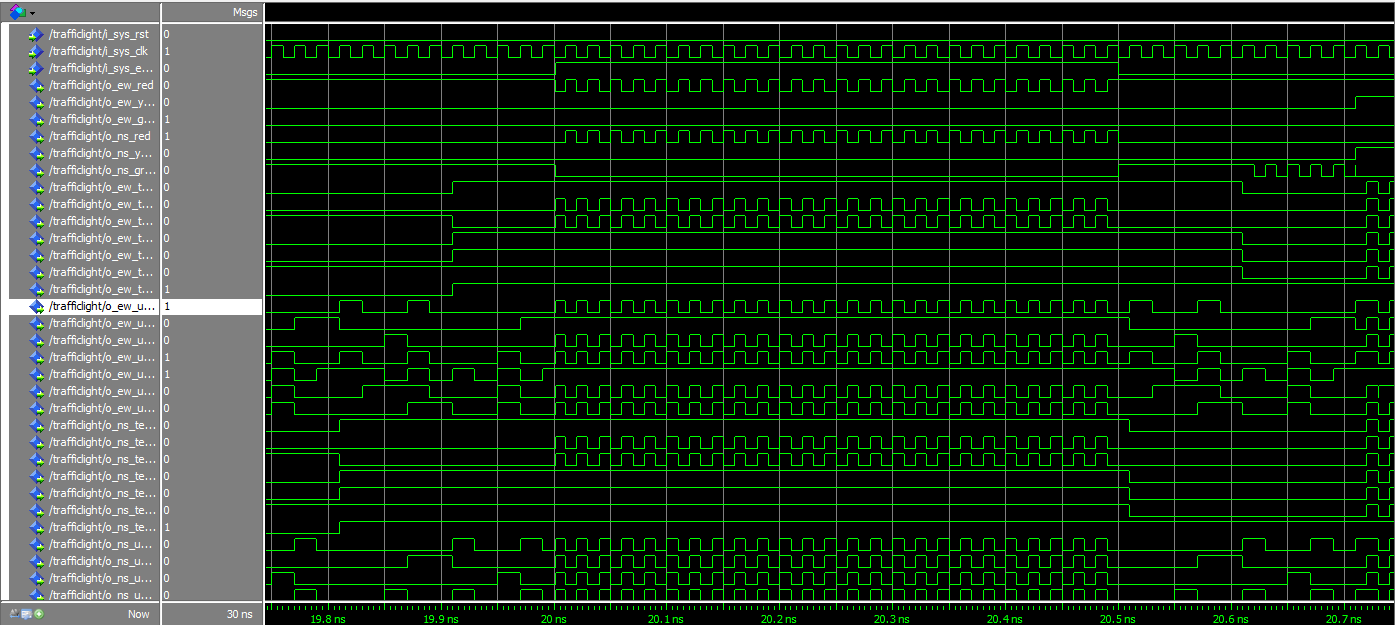 Msgs
/trafficlight/i_sys_rst 0
/trafficlight/i_sys_clk 1
/trafficlight/i_sys_e... 0
/trafficlight/o_ew_red 0
/trafficlight/o_ew_y... 0
/trafficlight/o_ew_g... 1
/trafficlight/o_ns_red 1
/trafficlight/o_ns_y... 0
/trafficlight/o_ns_gr... 0
/trafficlight/o_ew_t... 0
/trafficlight/o_ew_t... 0
/trafficlight/o_ew_t... 0
/trafficlight/o_ew_t... 0
/trafficlight/o_ew_t... 0
/trafficlight/o_ew_t... 0
/trafficlight/o_ew_t... 1
/trafficlight/o_ew_u... 1
/trafficlight/o_ew_u... 0
/trafficlight/o_ew_u... 0
/trafficlight/o_ew_u... 1
/trafficlight/o_ew_u... 1
/trafficlight/o_ew_u... 0
/trafficlight/o_ew_u... 0
/trafficlight/o_ns_te... 0
/trafficlight/o_ns_te... 0
/trafficlight/o_ns_te... 0
/trafficlight/o_ns_te... 0
/trafficlight/o_ns_te... 0
/trafficlight/o_ns_te... 0
/trafficlight/o_ns_te... 1
/trafficlight/o_ns_u... 0
/trafficlight/o_ns_u... 0
/trafficlight/o_ns_u... 0
/trafficlight/o_ns_u... 0
Now 30 ns 19.8 ns 19.9 ns 20 ns 20.1 ns 20.2 ns 20.3 ns 20.4 ns 20.5 ns 20.6 ns 20.7 ns